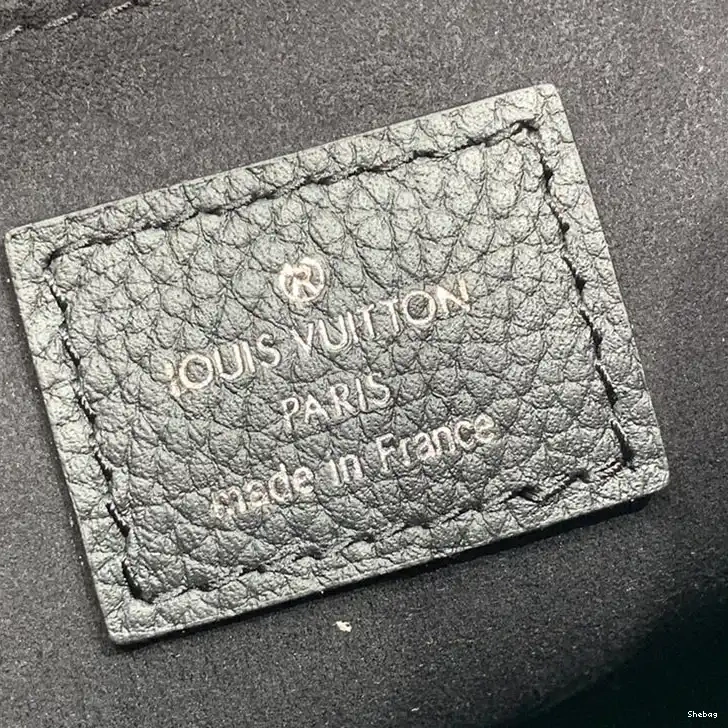 ®
LOUIS VUITTON
PARIS
made in France
Shebag